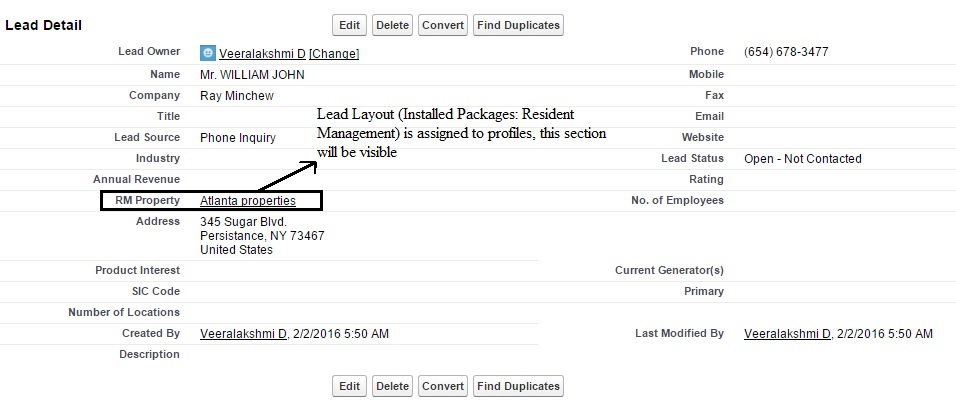 Lead Detail Edit Delete Convert Find Duplicates
Lead Owner Veeralakshmi D [Change] Phone (654) 678-3477
Name Mr. WILLIAM JOHN Mobile
Company Ray Minchew Fax
Title Email
Lead Layout (Installed Packages: Resident
Management) is assigned to profiles, this section
will be visible
Lead Source Phone Inquiry Website
Industry Lead Status Open - Not Contacted
Annual Revenue Rating
RM Property Atlanta properties No. of Employees
Address 345 Sugar Blvd.
Persistance, NY 73467
United States
Product Interest Current Generator(s)
SIC Code Primary
Number of Locations
Created By Veeralakshmi D, 2/2/2016 5:50 AM Last Modified By Veeralakshmi D, 2/2/2016 5:50 AM
Description
Edit Delete Convert Find Duplicates